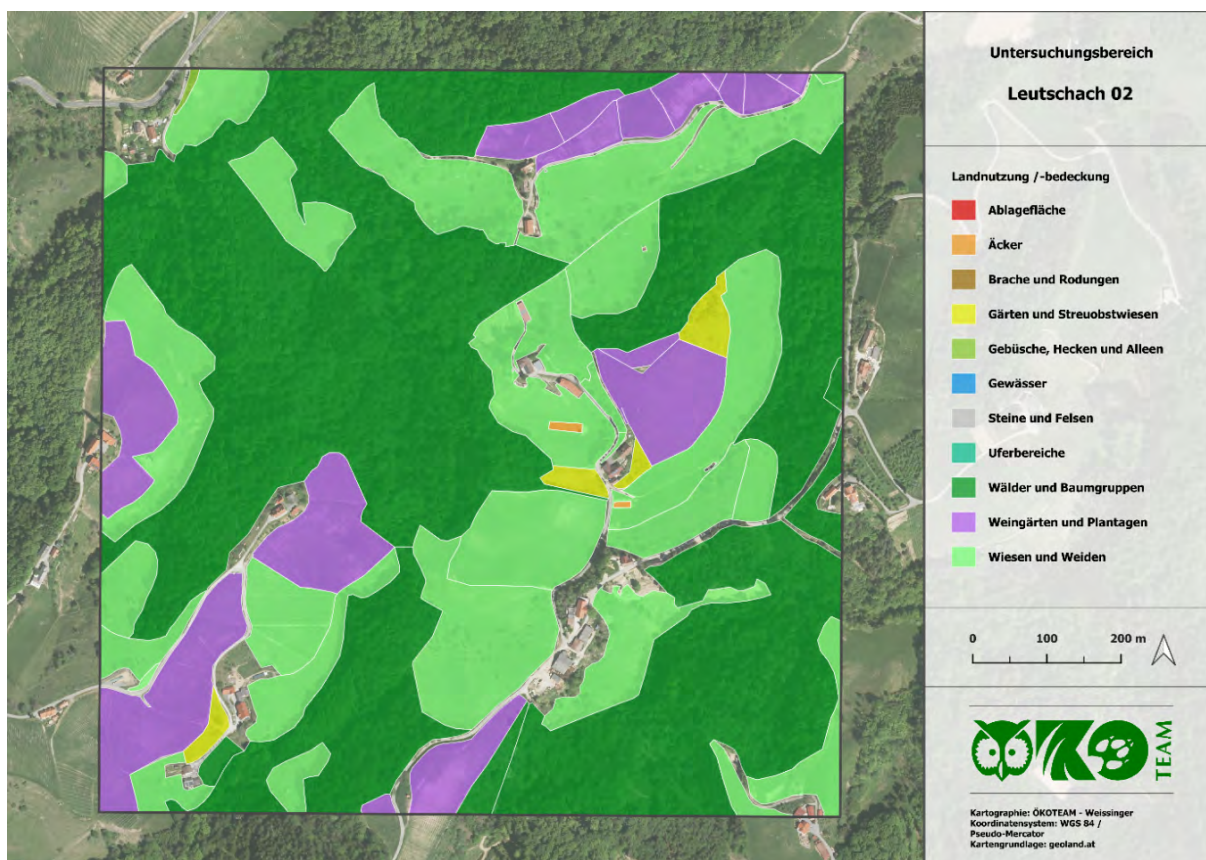 Untersuchungsbereich
Leutschach 02
Landnutzung /-bedeckung
Ablagefläche
Äcker
Brache und Rodungen
Gärten und Streuobstwiesen
Gebüsche, Hecken und Alleen
Gewässer
Steine und Felsen
Uferbereiche
Wälder und Baumgruppen
Weingärten und Plantagen
Wiesen und Weiden
0 100 200 m
ÖKO
TEAM
Kartographie: ÖKOTEAM - Weissinger
Koordinatensystem: WGS 84 /
Pseudo-Mercator
Kartengrundlage: geoland.at